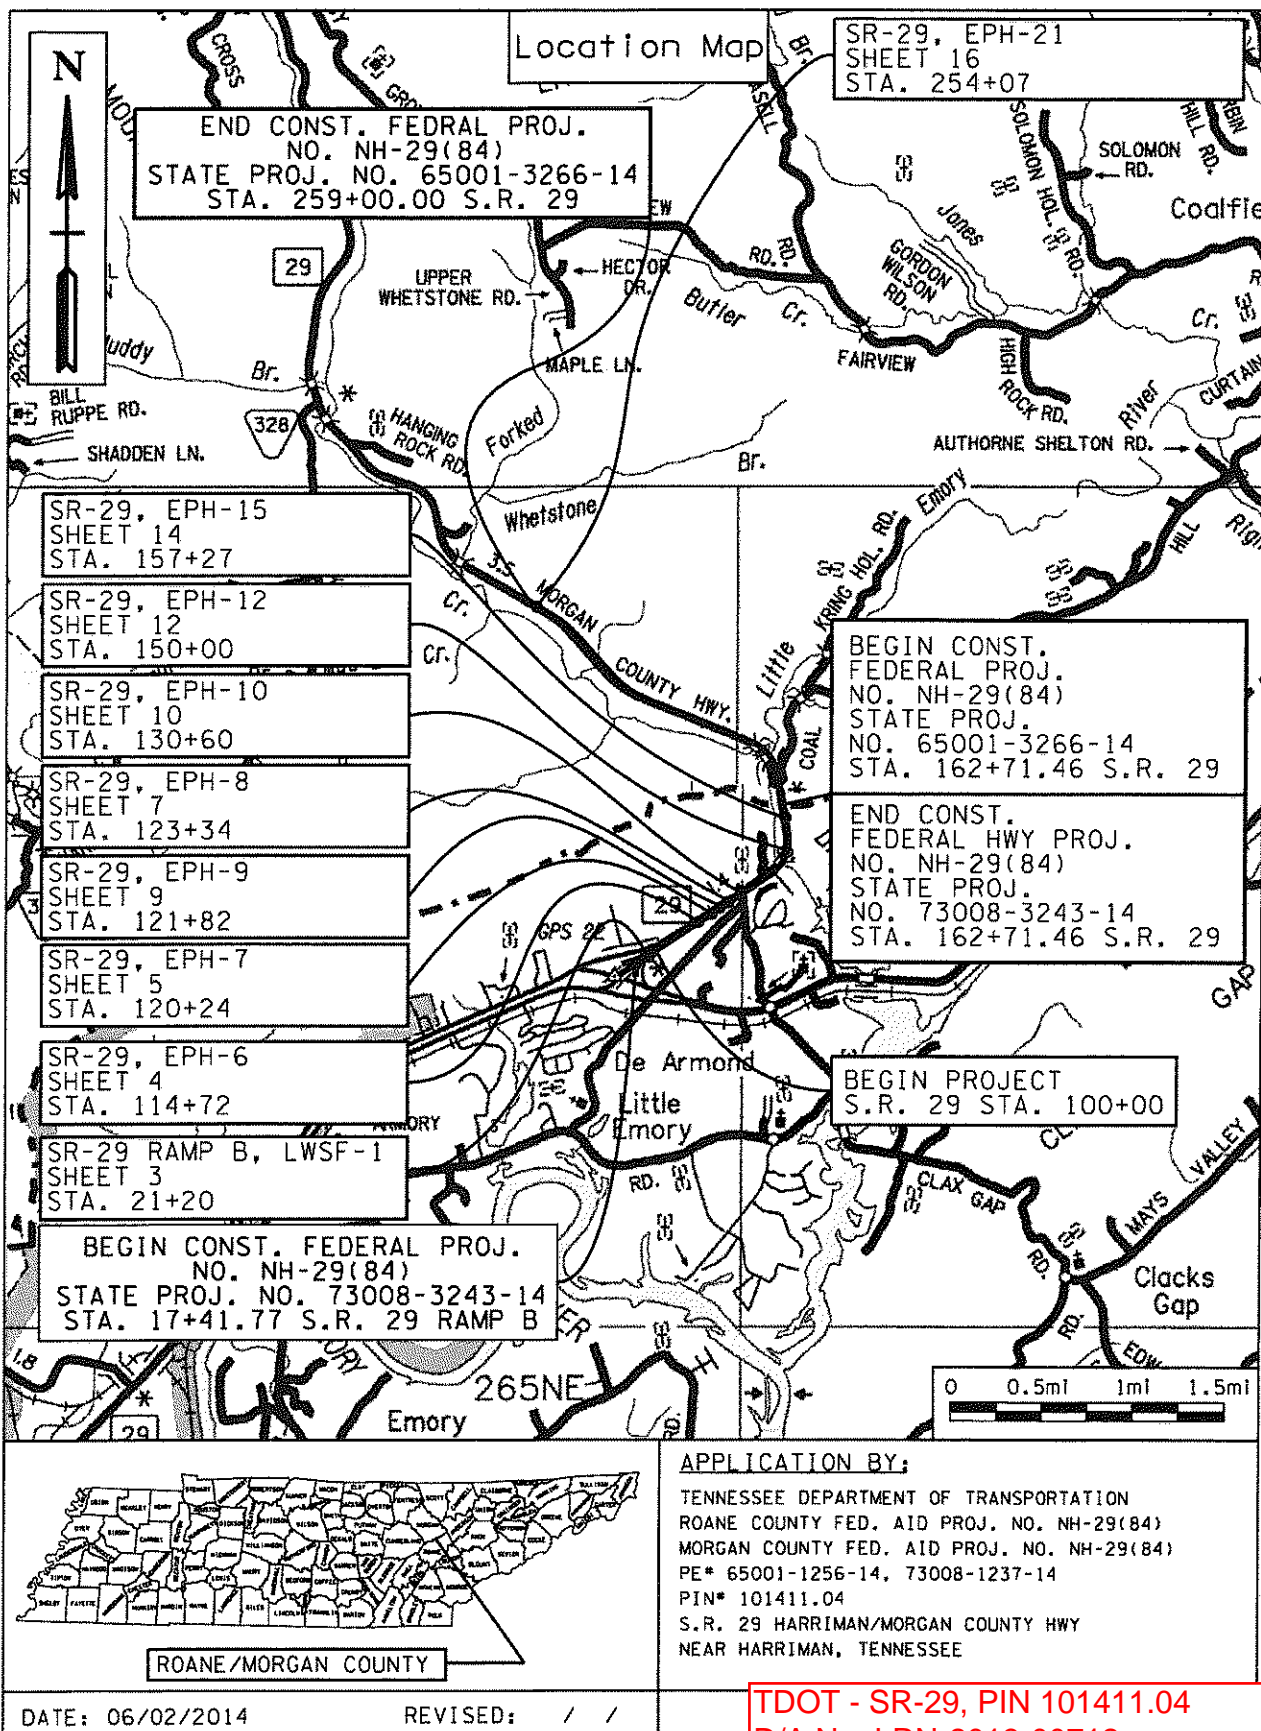 Location Map
N
SR-29, EPH-21
SHEET 16
STA. 254+07
END CONST. FEDRAL PROJ.
NO. NH-29(84)
STATE PROJ. NO. 65001-3266-14
STA. 259+00.00 S.R. 29
CROSS
Br.
SOLOMON HOL. RD.
SOLOMON
RD.
HILL RD.
Jones
GORDON
WILSON
RD.
29
UPPER
WHETSTONE RD.
HECTOR
DR.
RD.
RD.
Butler
Cr.
Cr.
MAPLE LN.
FAIRVIEW
HIGH
ROCK RD.
River
Br.
BILL
RUPPE RD.
328
HANGING
ROCK RD.
Forked
SHADDEN LN.
AUTHORNE SHELTON RD.
Br.
Whetstone
Emory
HILL
SR-29, EPH-15
SHEET 14
STA. 157+27
3.5
MORGAN
COUNTY HWY.
KRING HOL. RD.
SR-29, EPH-12
SHEET 12
STA. 150+00
Cr.
Cr.
Little
COAL
BEGIN CONST.
FEDERAL PROJ.
NO. NH-29(84)
STATE PROJ.
NO. 65001-3266-14
STA. 162+71.46 S.R. 29
SR-29, EPH-10
SHEET 10
STA. 130+60
SR-29, EPH-8
SHEET 7
STA. 123+34
END CONST.
FEDERAL HWY PROJ.
NO. NH-29(84)
STATE PROJ.
NO. 73008-3243-14
STA. 162+71.46 S.R. 29
SR-29, EPH-9
SHEET 9
STA. 121+82
29
GPS 2E
SR-29, EPH-7
SHEET 5
STA. 120+24
GAP
SR-29, EPH-6
SHEET 4
STA. 114+72
De Armond
Little
Emory
BEGIN PROJECT
S.R. 29 STA. 100+00
SR-29 RAMP B, LWSF-1
SHEET 3
STA. 21+20
RD.
CLAX GAP
RD.
MAYS
VALLEY
BEGIN CONST. FEDERAL PROJ.
NO. NH-29(84)
STATE PROJ. NO. 73008-3243-14
STA. 17+41.77 S.R. 29 RAMP B
Clacks
Gap
RD.
1.8
265NE
RD.
29
Emory
0 0.5mi 1mi 1.5mi
ROANE/MORGAN COUNTY
APPLICATION BY:
TENNESSEE DEPARTMENT OF TRANSPORTATION
ROANE COUNTY FED. AID PROJ. NO. NH-29(84)
MORGAN COUNTY FED. AID PROJ. NO. NH-29(84)
PE# 65001-1256-14, 73008-1237-14
PIN# 101411.04
S.R. 29 HARRIMAN/MORGAN COUNTY HWY
NEAR HARRIMAN, TENNESSEE
DATE: 06/02/2014 REVISED: / /
TDOT - SR-29, PIN 101411.04